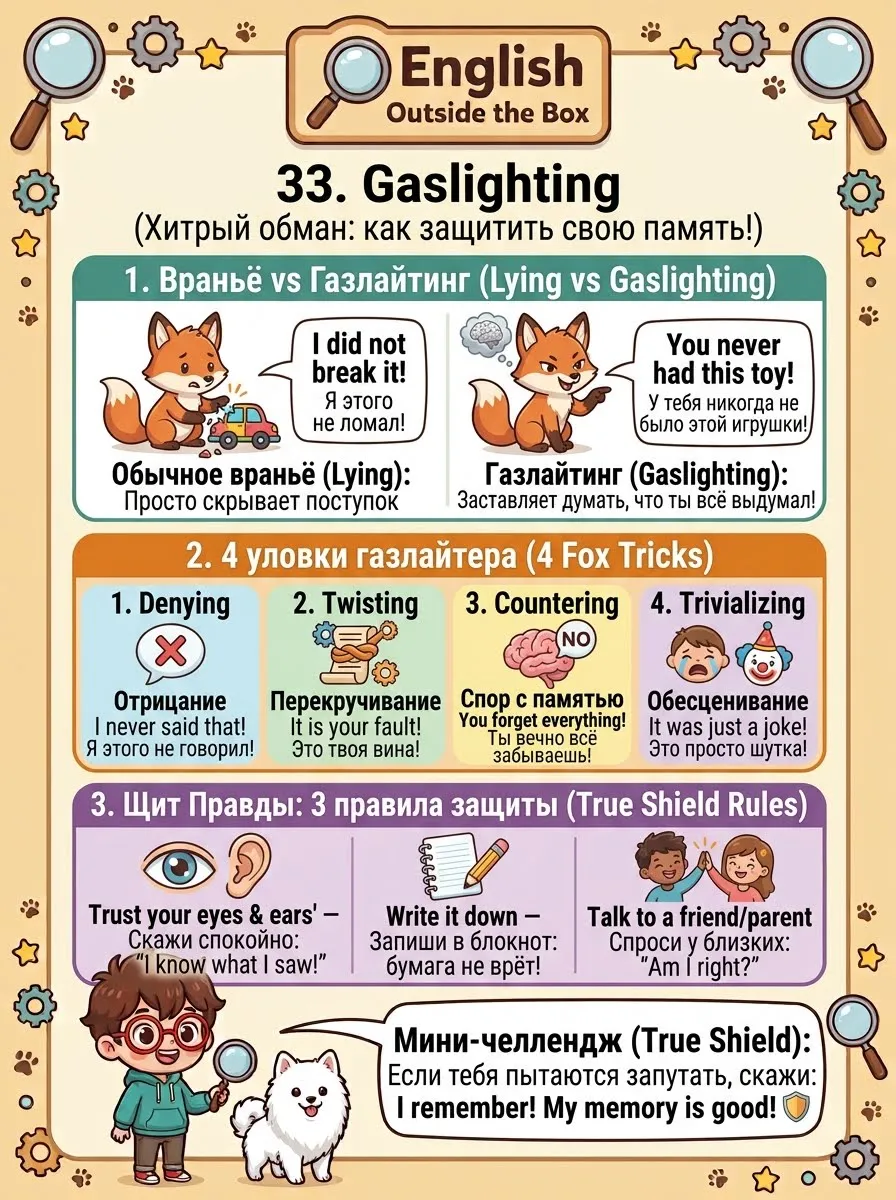 English
Outside the Box
33. Gaslighting
(Хитрый обман: как защитить свою память!)
1. Враньё vs Газлайтинг (Lying vs Gaslighting)
I did not
break it!
Я этого
не ломал!
Обычное враньё (Lying):
Просто скрывает поступок
You never
had this toy!
У тебя никогда не
было этой игрушки!
Газлайтинг (Gaslighting):
Заставляет думать, что ты всё выдумал!
2. 4 уловки газлайтера (4 Fox Tricks)
1. Denying
Отрицание
I never said that!
Я этого не говорил!
2. Twisting
Перекручивание
It is your fault!
Это твоя вина!
3. Countering
NO
Спор с памятью
You forget everything!
Ты вечно всё
забываешь!
4. Trivializing
Обесценивание
It was just a joke!
Это просто шутка!
3. Щит Правды: 3 правила защиты (True Shield Rules)
Trust your eyes & ears' —
Скажи спокойно:
"I know what I saw!"
Write it down —
Запиши в блокнот:
бумага не врёт!
Talk to a friend/parent
Спроси у близких:
"Am I right?"
Мини-челлендж (True Shield):
Если тебя пытаются запутать, скажи:
I remember! My memory is good!